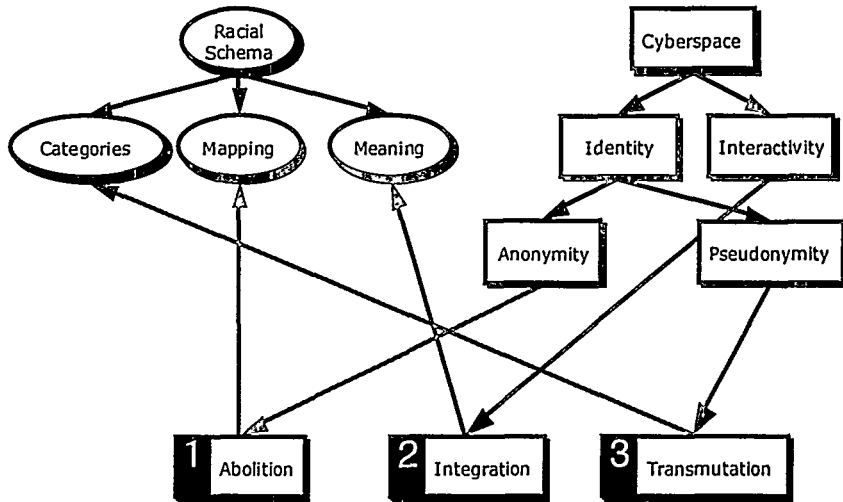 Racial
Schema
Cyberspace
Categories
Mapping
Meaning
Identity
Interactivity
Anonymity
Pseudonymity
1
Abolition
2
Integration
3
Transmutation